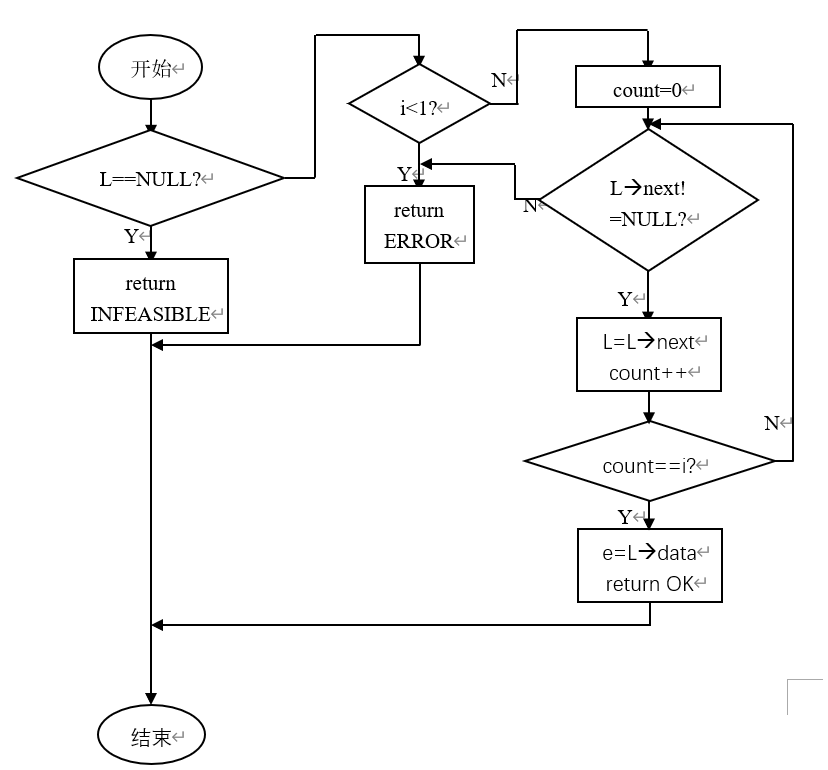 开始
L==NULL?
Y
return
INFEASIBLE
i<1?
N
Y
return
ERROR
count=0
L→next!
=NULL?
N
Y
L=L→next
count++
count==i?
N
Y
e=L→data
return OK
结束